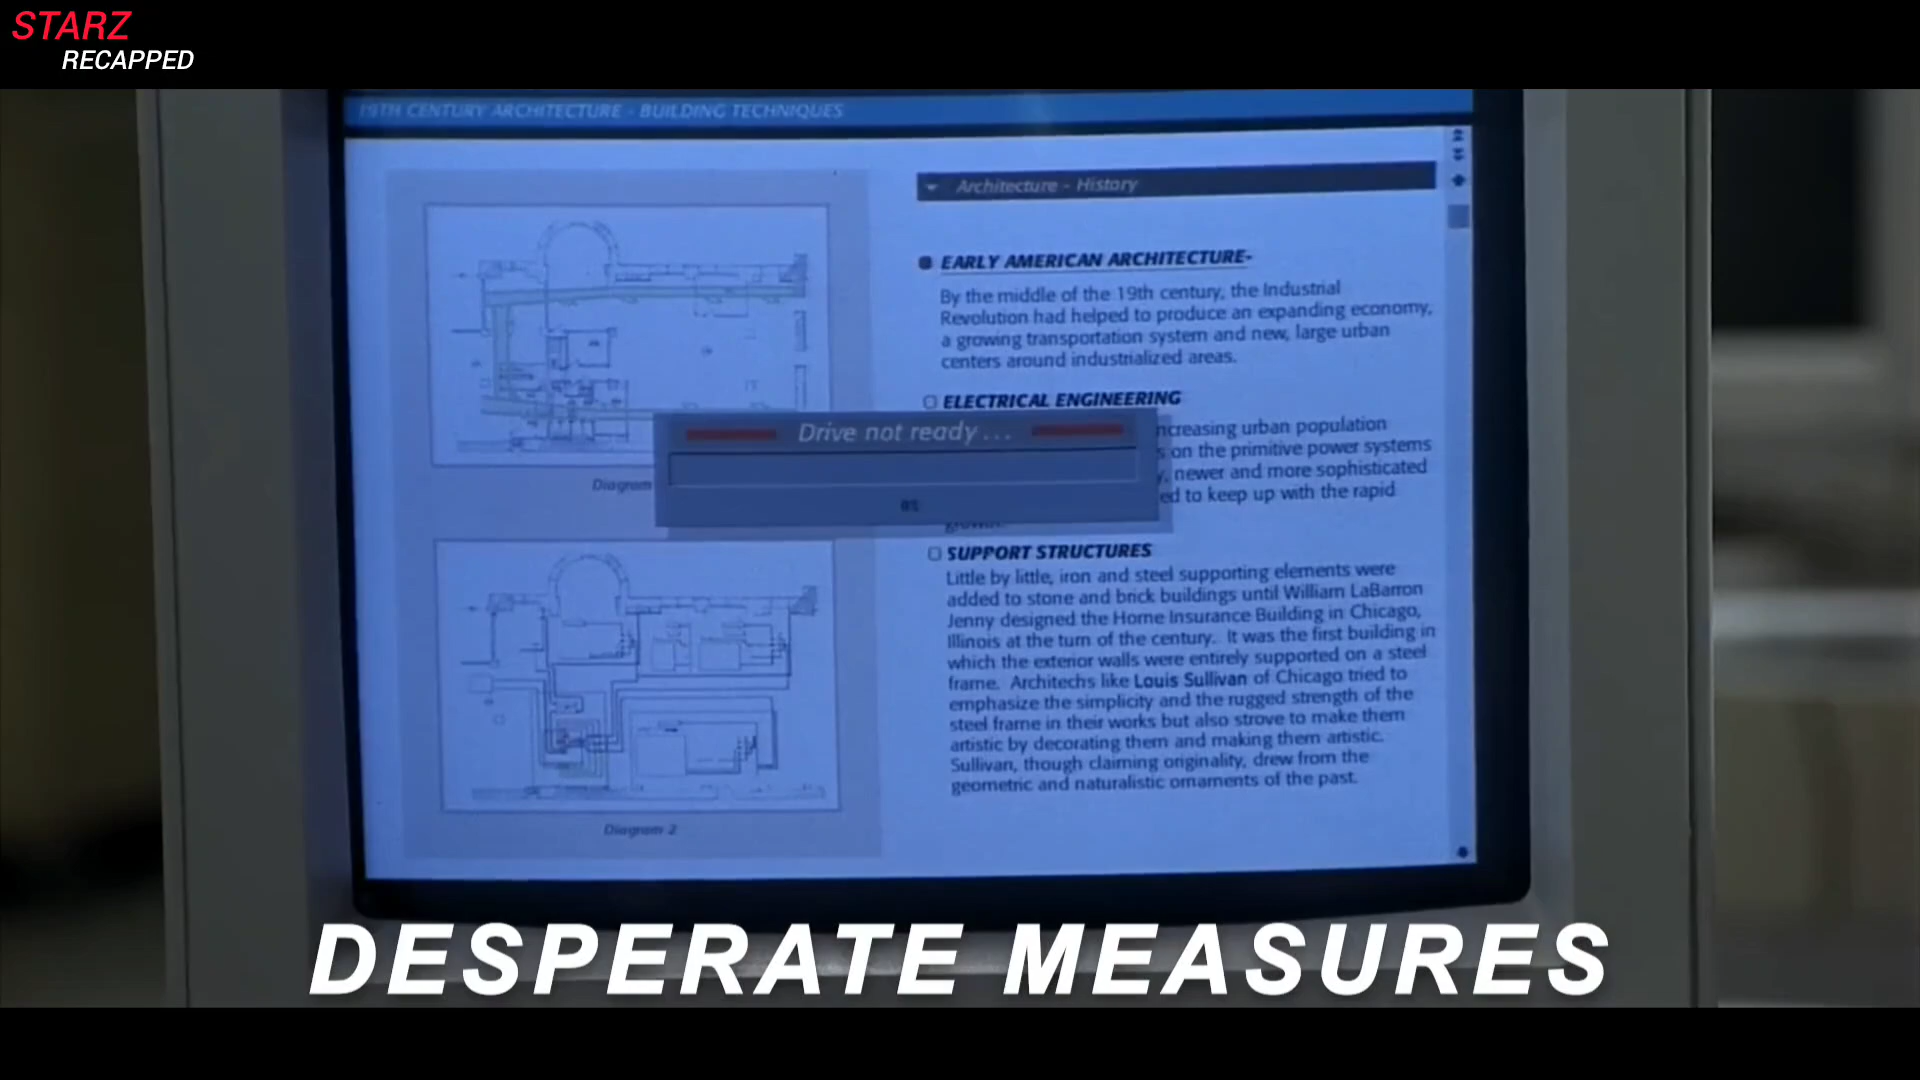 STARZ
RECAPPED
19TH CENTURY ARCHITECTURE - BUILDING TECHNIQUES
Architecture - History
EARLY AMERICAN ARCHITECTURE-
By the middle of the 19th century, the Industrial
Revolution had helped to produce an expanding economy,
a growing transportation system and new, large urban
centers around industrialized areas.
ELECTRICAL ENGINEERING
Drive not ready...
0%
ncreasing urban population
s on the primitive power systems
y, newer and more sophisticated
ed to keep up with the rapid
growth.
Diagram
SUPPORT STRUCTURES
Little by little, iron and steel supporting elements were
added to stone and brick buildings until William LaBarron
Jenny designed the Home Insurance Building in Chicago,
Illinois at the turn of the century. It was the first building in
which the exterior walls were entirely supported on a steel
frame. Architechs like Louis Sullivan of Chicago tried to
emphasize the simplicity and the rugged strength of the
steel frame in their works but also strove to make them
artistic by decorating them and making them artistic.
Sullivan, though claiming originality, drew from the
geometric and naturalistic ornaments of the past.
Diagram 2
DESPERATE MEASURES